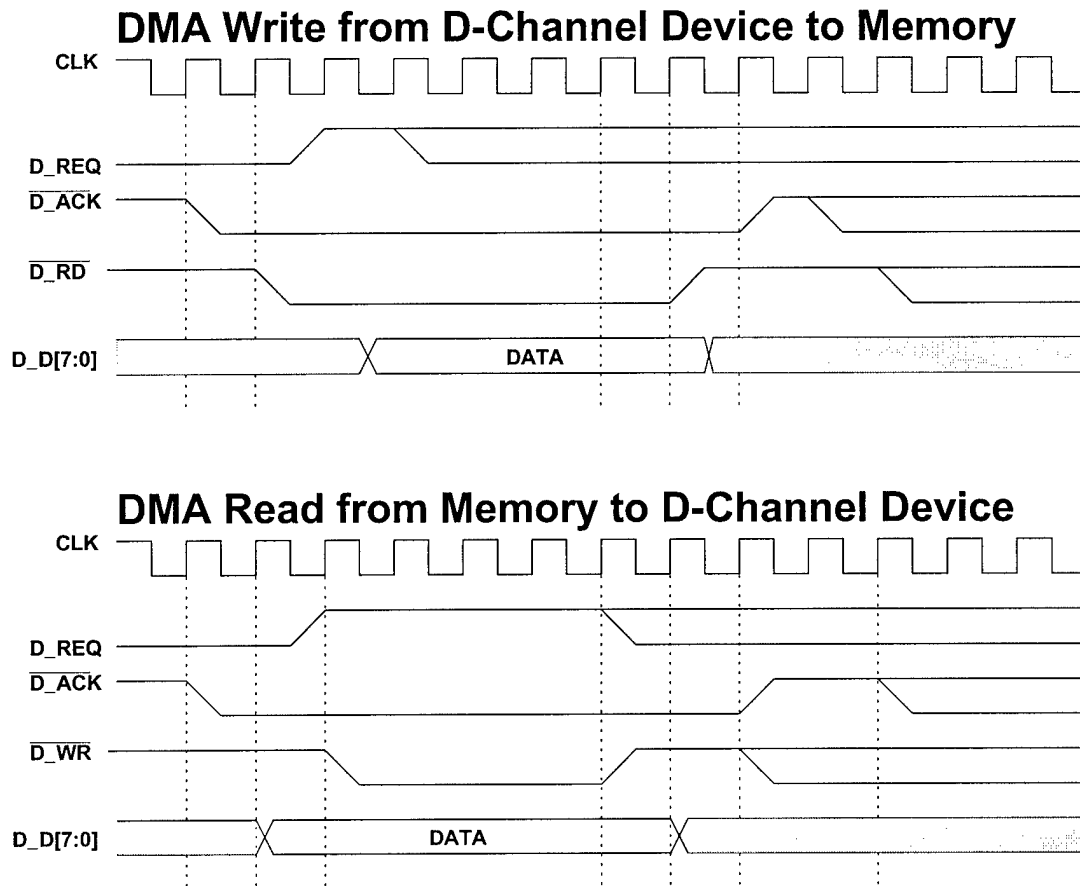 DMA Write from D-Channel Device to Memory
CLK
D_REQ
D_ACK
D_RD
D_D[7:0]
DATA
DMA Read from Memory to D-Channel Device
CLK
D_REQ
D_ACK
D_WR
D_D[7:0]
DATA